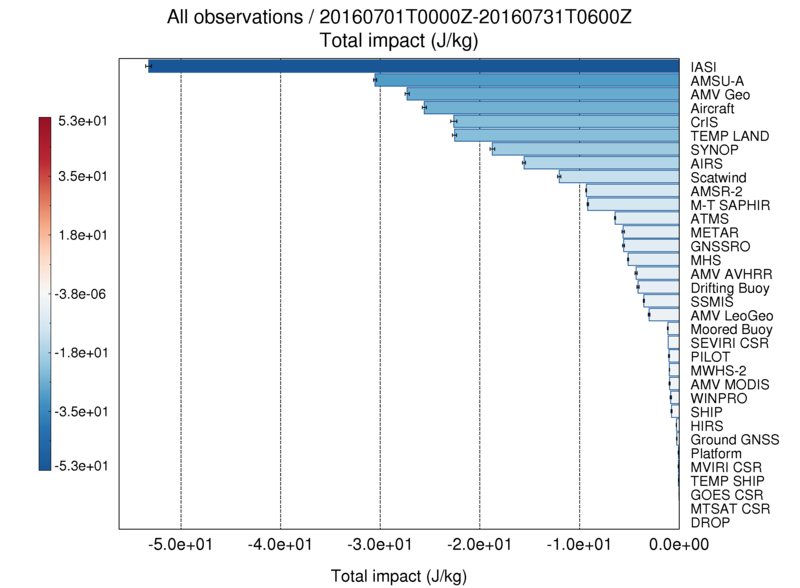 All observations / 20160701T0000Z-20160731T0600Z
Total impact (J/kg)
5.3e+01
3.5e+01
1.8e+01
-3.8e-06
-1.8e+01
-3.5e+01
-5.3e+01
IASI
AMSU-A
AMV Geo
Aircraft
CrIS
TEMP LAND
SYNOP
AIRS
Scatwind
AMSR-2
M-T SAPHIR
ATMS
METAR
GNSSRO
MHS
AMV AVHRR
Drifting Buoy
SSMIS
AMV LeoGeo
Moored Buoy
SEVIRI CSR
PILOT
MWHS-2
AMV MODIS
WINPRO
SHIP
HIRS
Ground GNSS
Platform
MVIRI CSR
TEMP SHIP
GOES CSR
MTSAT CSR
DROP
-5.0e+01 -4.0e+01 -3.0e+01 -2.0e+01 -1.0e+01 0.0e+00
Total impact (J/kg)